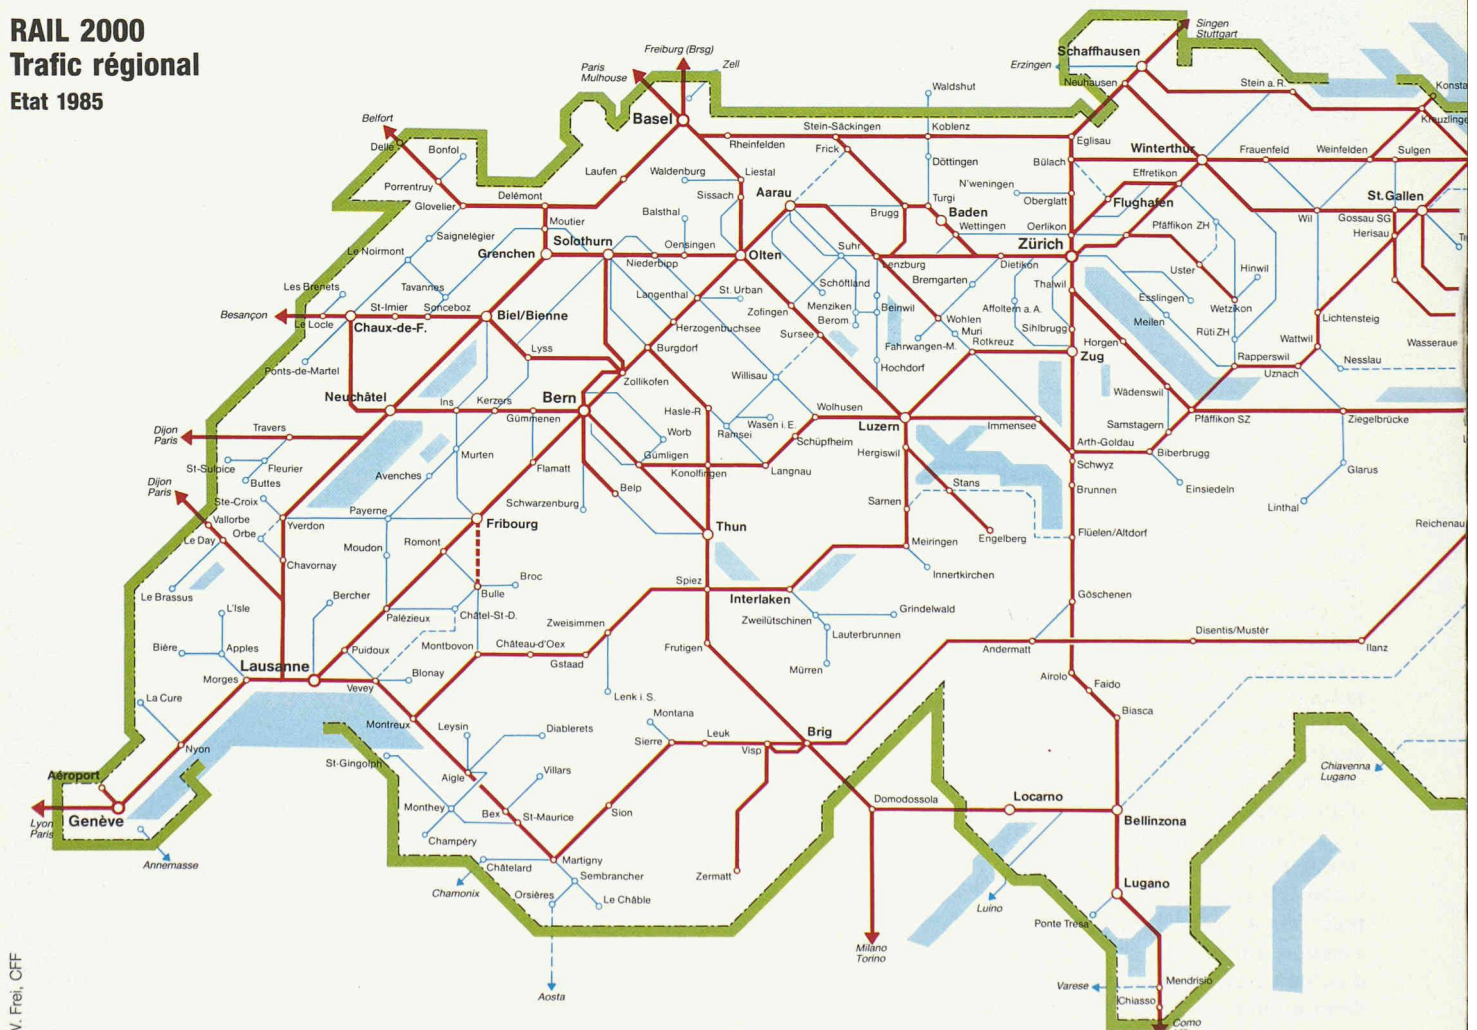 RAIL 2000
Trafic régional
Etat 1985
Singen
Stuttgart
Schaffhausen
Erzingen
Neuhausen
Freiburg (Brsg)
Paris
Mulhouse
Zell
Basel
Waldshut
Stein a.R.
Konsta
Kreuzlinge
Belfort
Delle
Bonfol
Porrentruy
Glovelier
Delémont
Laufen
Rheinfelden
Stein-Säckingen
Frick
Koblenz
Döttingen
Eglisau
Bülach
Winterthur
Frauenfeld
Weinfelden
Sulgen
Effretikon
Waldenburg
Liestal
Sissach
Aarau
N'weningen
Oberglatt
Flughafen
St.Gallen
Moutier
Balsthal
Brugg
Turgi
Baden
Wettingen
Oerlikon
Pfäffikon ZH
Wil
Gossau SG
Herisau
Saignelégier
Le Noirmont
Grenchen
Solothurn
Niederbipp
Oensingen
Olten
Suhr
Lenzburg
Dietikon
Zürich
Uster
Hinwil
Les Brenets
Tavannes
Langenthal
St. Urban
Schöftland
Bremgarten
Thalwil
Esslingen
Wetzikon
Besançon
Le Locle
Chaux-de-F.
St-Imier
Sonceboz
Biel/Bienne
Herzogenbuchsee
Zofingen
Menziken
Berom.
Beinwil
Affoltern a.A.
Meilen
Lichtensteig
Ponts-de-Martel
Lyss
Burgdorf
Sursee
Wohlen
Muri
Fahrwangen-M.
Rotkreuz
Sihlbrugg
Horgen
Rüti ZH
Wattwil
Wasseraue
Zollikofen
Willisau
Hochdorf
Zug
Rapperswil
Uznach
Nesslau
Neuchâtel
Ins
Kerzers
Gümmenen
Bern
Hasle-R
Ramsei
Wasen i.E.
Wolhusen
Luzern
Immensee
Wädenswil
Samstagern
Pfäffikon SZ
Ziegelbrücke
Dijon
Paris
Travers
Worb
Schüpfheim
Hergiswil
Arth-Goldau
Biberbrugg
St-Sulpice
Fleurier
Buttes
Murten
Avenches
Flamatt
Gümligen
Konolfingen
Langnau
Schwyz
Glarus
Dijon
Paris
Ste-Croix
Belp
Stans
Brunnen
Einsiedeln
Vallorbe
Orbe
Yverdon
Payerne
Schwarzenburg
Sarnen
Linthal
Le Day
Fribourg
Thun
Engelberg
Flüelen/Altdorf
Reichenau
Chavornay
Moudon
Romont
Meiringen
Innertkirchen
Le Brassus
Broc
Bulle
Spiez
Interlaken
Göschenen
L'Isle
Bercher
Palézieux
Châtel-St-D.
Zweisimmen
Zweilütschinen
Grindelwald
Disentis/Mustér
Bière
Apples
Puidoux
Montbovon
Château-d'Oex
Gstaad
Frutigen
Lauterbrunnen
Andermatt
Ilanz
Lausanne
Morges
Vevey
Blonay
Mürren
Airolo
Faido
La Cure
Montreux
Lenk i. S.
Biasca
Leysin
Diablerets
Montana
Nyon
St-Gingolph
Sierre
Leuk
Visp
Brig
Aigle
Villars
Chiavenna
Lugano
Aéroport
Lyon
Paris
Genève
Monthey
Bex
St-Maurice
Sion
Domodossola
Locarno
Bellinzona
Champéry
Annemasse
Martigny
Châtelard
Sembrancher
Zermatt
Lugano
Chamonix
Orsières
Le Châble
Luino
Ponte Tresa
Milano
Torino
Aosta
Varese
Mendrisio
Chiasso
Como
V. Frei, CFF